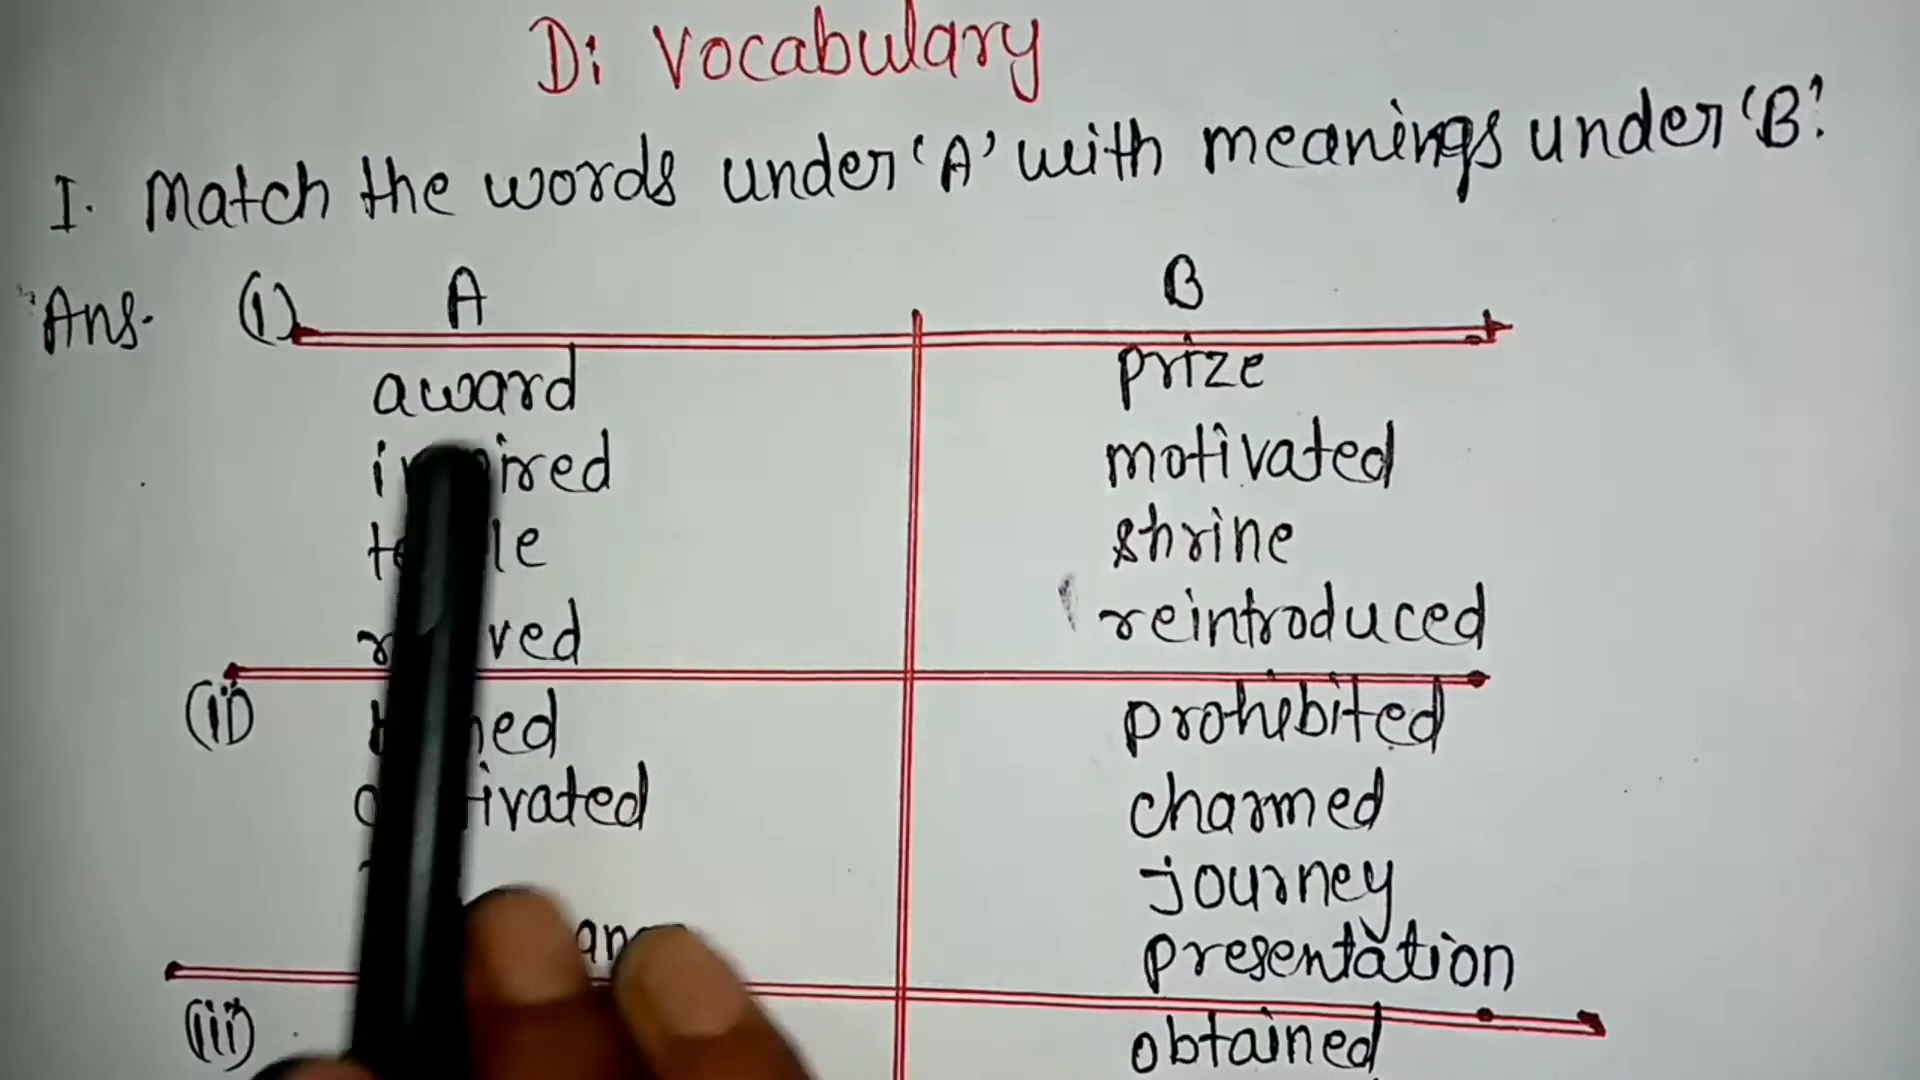 D: Vocabulary
I. Match the words under 'A' with meanings under 'B'.
Ans. (i) A B
award prize
motivated
shrine
reintroduced
(ii) prohibited
charmed
journey
presentation
(iii) obtained